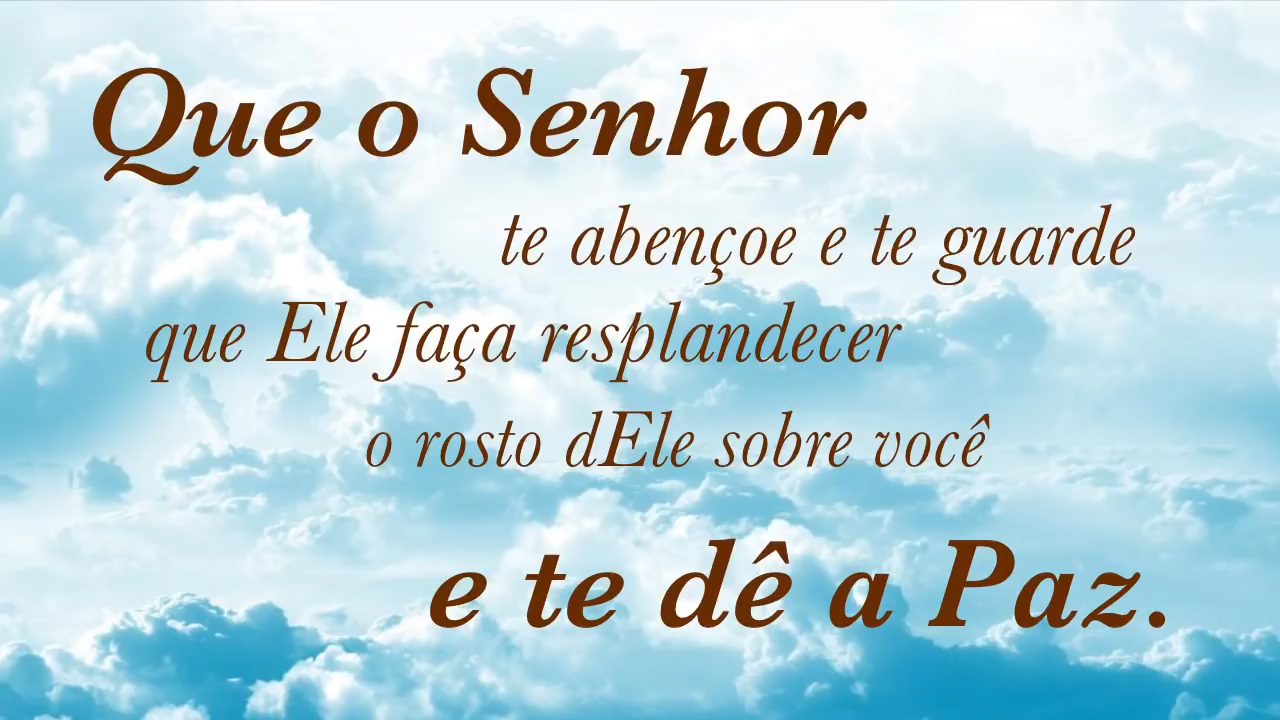 Que o Senhor
te abençoe e te guarde
que Ele faça resplandecer
o rosto dEle sobre você
e te dê a Paz.